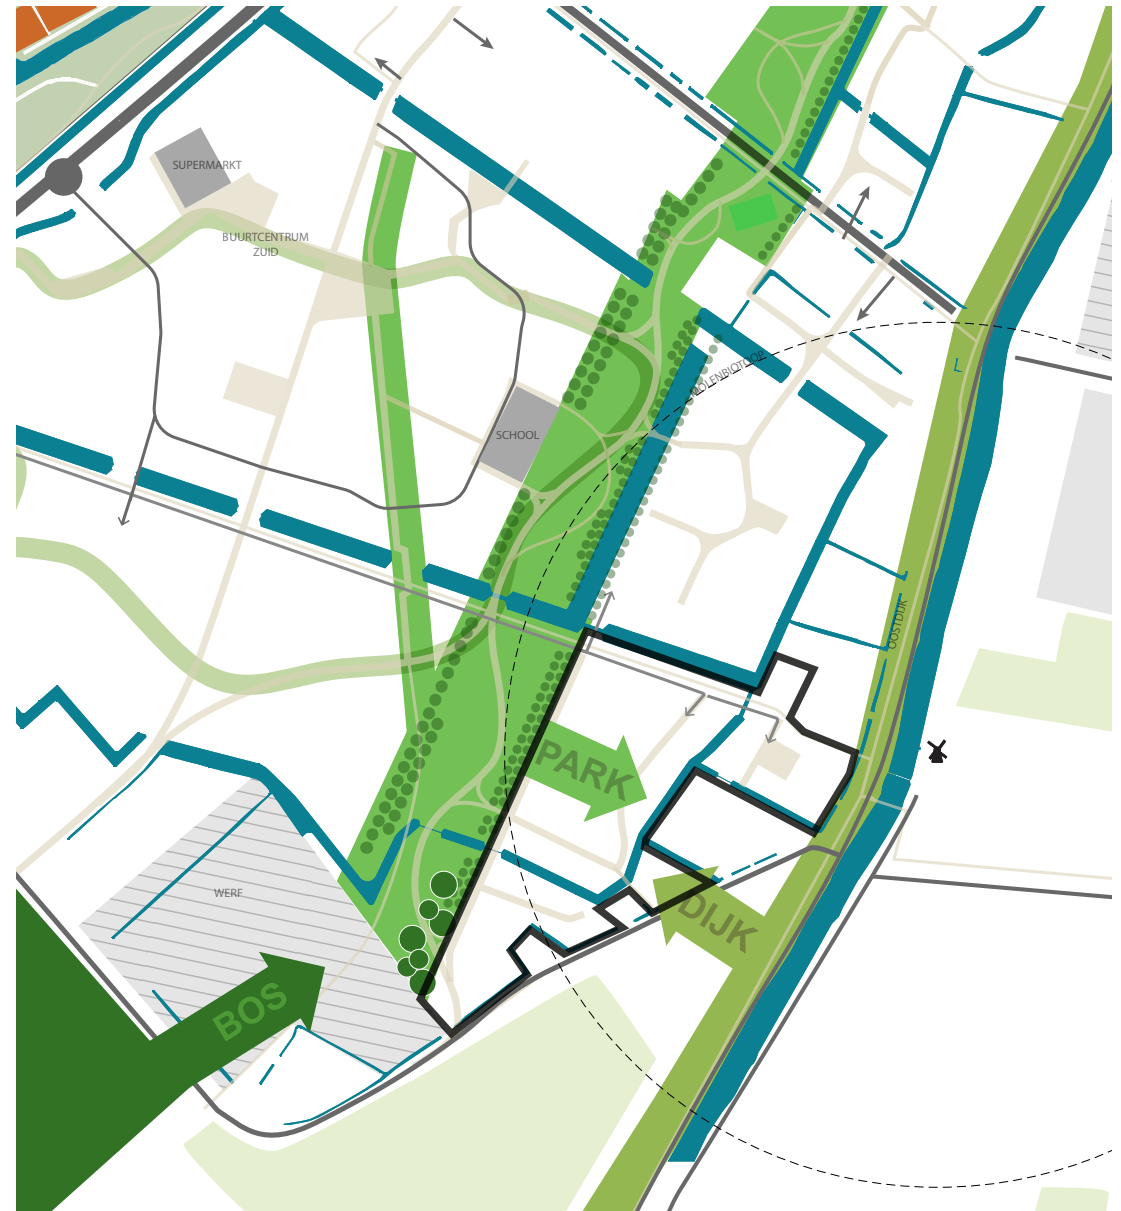 SUPERMARKT
BUURTCENTRUM
ZUID
MOLENBIOTOOP
L
SCHOOL
OOSTDIJK
PARK
WERF
DIJK
BOS